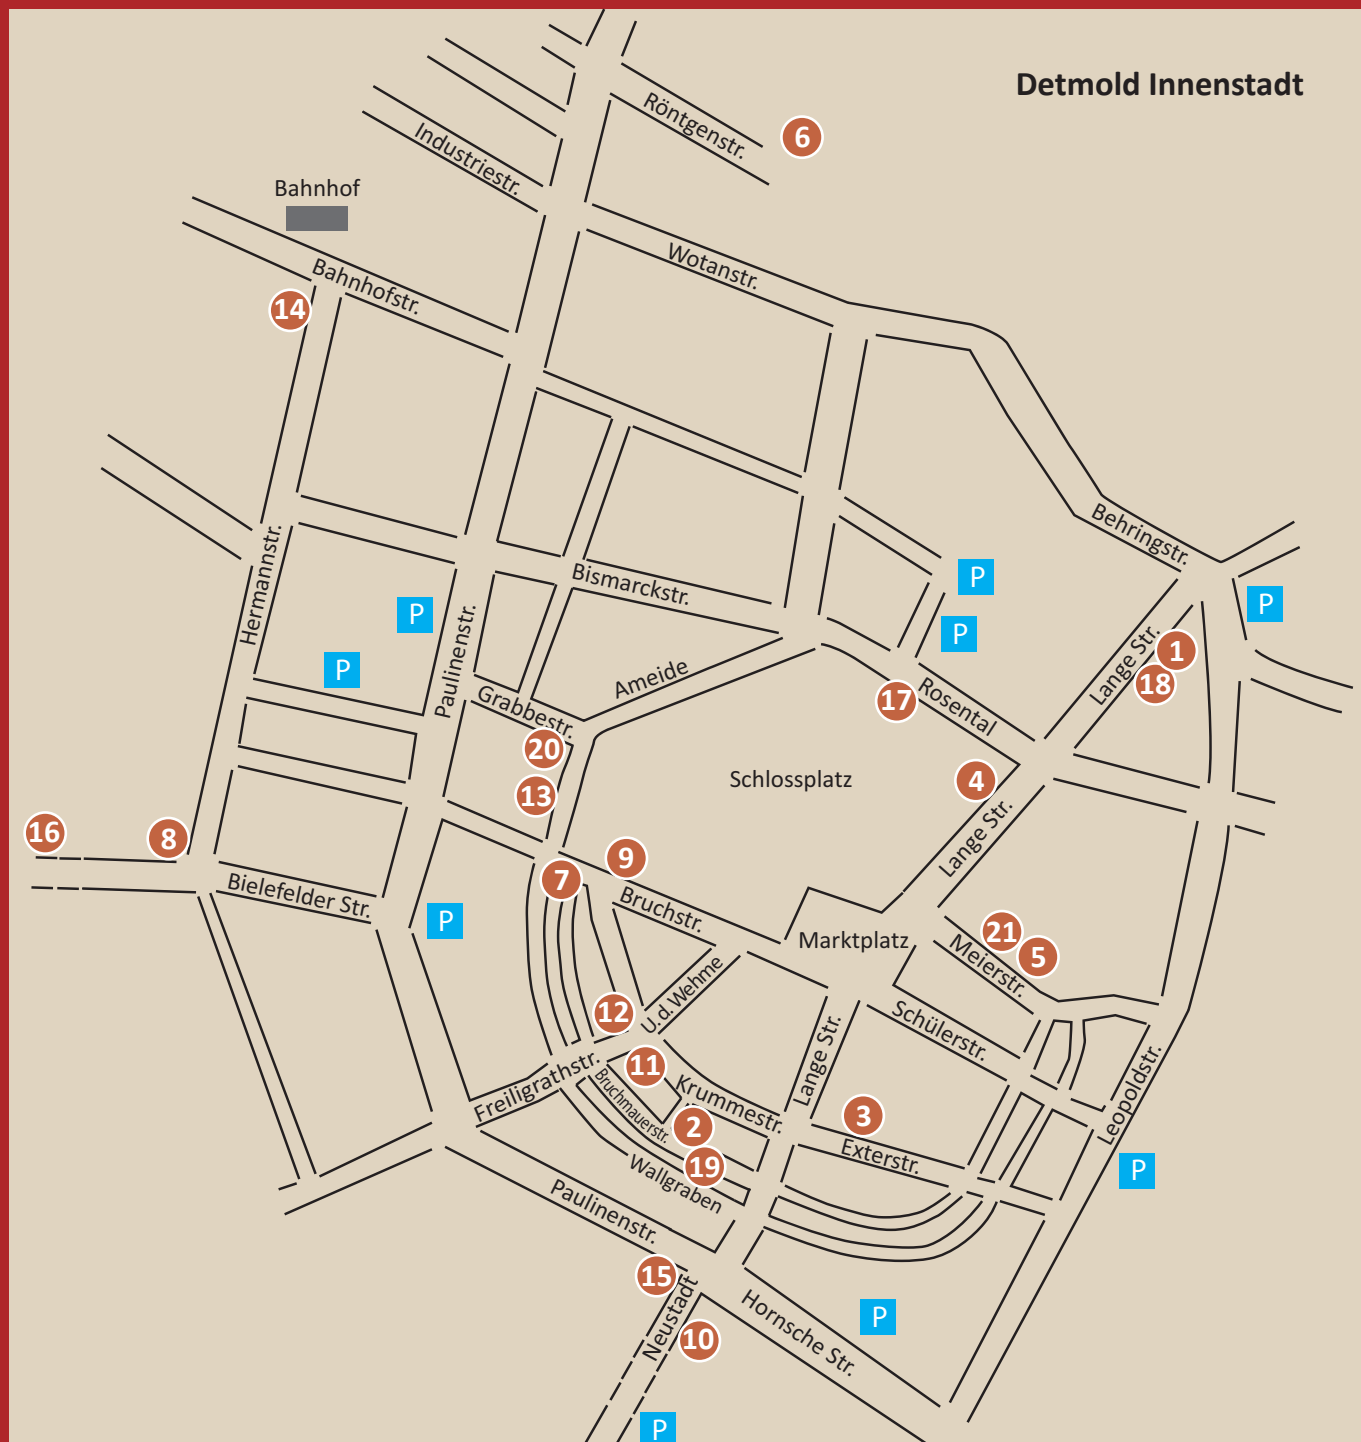 Detmold Innenstadt
Röntgenstr.
6
Industriestr.
Bahnhof
Wotanstr.
Bahnhofstr.
14
Behringstr.
Hermannstr.
Bismarckstr.
P
P
P
P
P
Paulinenstr.
Lange Str.
1
18
Ameide
Grabbestr.
17
Rosental
20
Schlossplatz
4
13
16
8
9
Lange Str.
7
Bielefelder Str.
Bruchstr.
P
Marktplatz
21
5
Meierstr.
U.d.Wehme
12
Schülerstr.
Lange Str.
11
Freiligrathstr.
Krummestr.
Bruchmauerstr.
2
3
Leopoldstr.
Exterstr.
19
P
Wallgraben
Paulinenstr.
15
Neustadt
10
Hornsche Str.
P
P